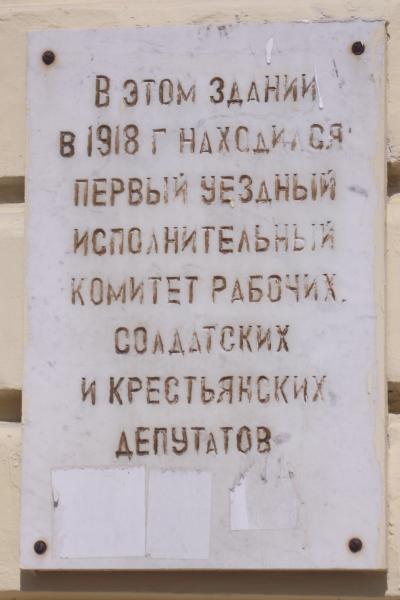 В ЭТОМ ЗДАНИИ
В 1918 Г НАХОДИЛСЯ
ПЕРВЫЙ УЕЗДНЫЙ
ИСПОЛНИТЕЛЬНЫЙ
КОМИТЕТ РАБОЧИХ,
СОЛДАТСКИХ
И КРЕСТЬЯНСКИХ
ДЕПУТАТОВ